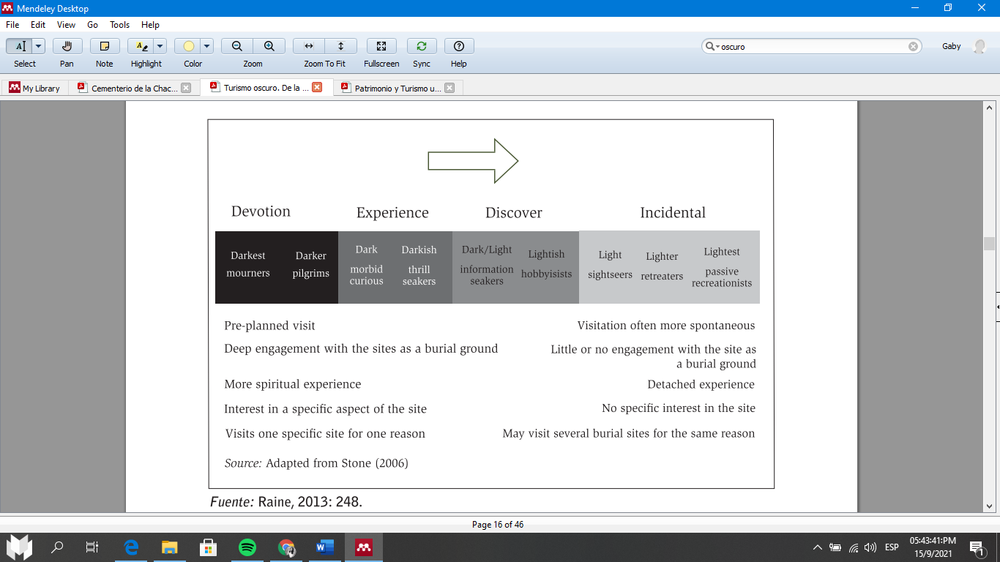 Mendeley Desktop
File Edit View Go Tools Help
oscuro
Gaby
Select Pan Note Highlight Color Zoom Zoom To Fit Fullscreen Sync Help
My Library Cementerio de la Chac... Turismo oscuro. De la ... Patrimonio y Turismo u...
Devotion Experience Discover Incidental
Darkest Darker Dark Darkish Dark/Light Lightish Light Lighter Lightest
mourners pilgrims morbid curious thrill seakers information seakers hobbyisists sightseers retreaters passive recreationists
Pre-planned visit
Visitation often more spontaneous
Deep engagement with the sites as a burial ground
Little or no engagement with the site as
a burial ground
More spiritual experience
Detached experience
Interest in a specific aspect of the site
No specific interest in the site
Visits one specific site for one reason
May visit several burial sites for the same reason
Source: Adapted from Stone (2006)
Fuente: Raine, 2013: 248.
Page 16 of 46
ESP
05:43:41:PM
15/9/2021
1